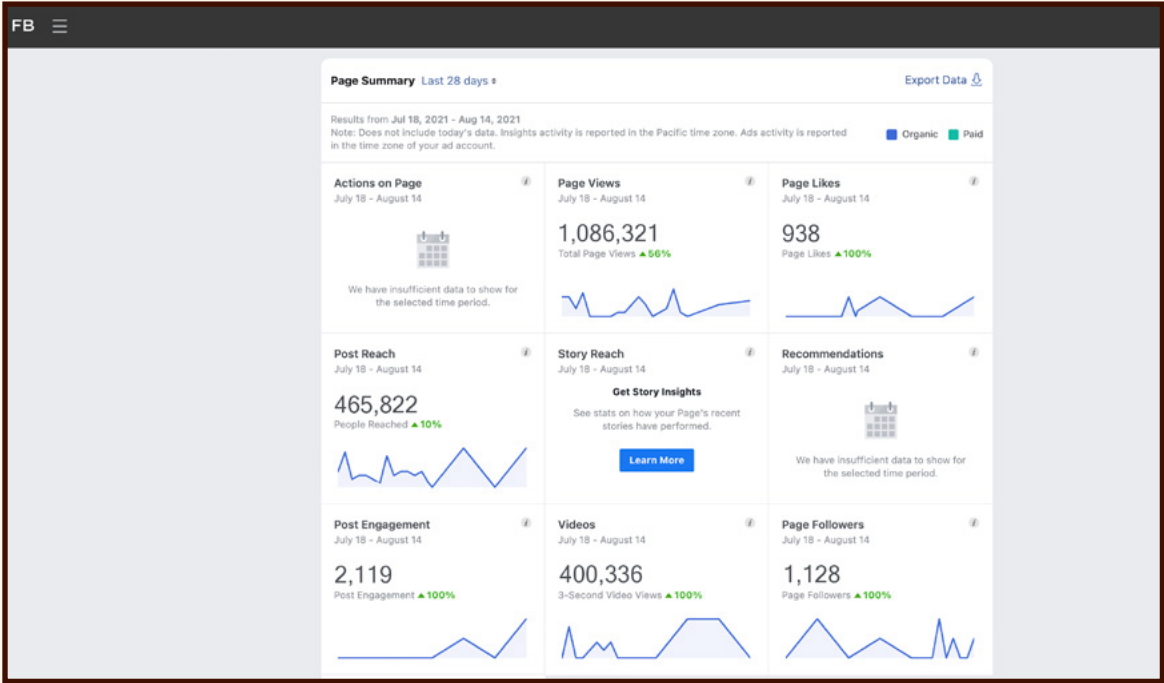 FB
Page Summary Last 28 days
Export Data
Results from Jul 18, 2021 - Aug 14, 2021
Note: Does not include today's data. Insights activity is reported in the Pacific time zone. Ads activity is reported
in the time zone of your ad account.
Organic Paid
Actions on Page
July 18 - August 14
We have insufficient data to show for
the selected time period.
Page Views
July 18 - August 14
1,086,321
Total Page Views ▲56%
Page Likes
July 18 - August 14
938
Page Likes ▲100%
Post Reach
July 18 - August 14
465,822
People Reached ▲10%
Story Reach
July 18 - August 14
Get Story Insights
See stats on how your Page's recent
stories have performed.
Learn More
Recommendations
July 18 - August 14
We have insufficient data to show for
the selected time period.
Post Engagement
July 18 - August 14
2,119
Post Engagement ▲100%
Videos
July 18 - August 14
400,336
3-Second Video Views ▲100%
Page Followers
July 18 - August 14
1,128
Page Followers ▲100%